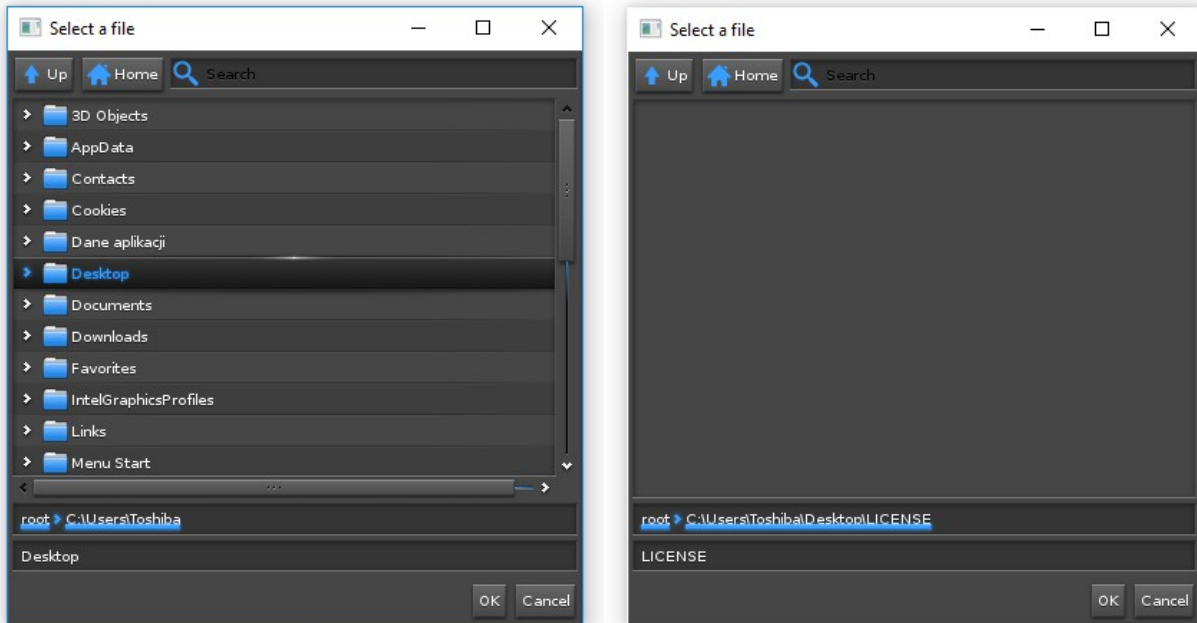 Select a file
Up Home Search
3D Objects
AppData
Contacts
Cookies
Dane aplikacji
Desktop
Documents
Downloads
Favorites
IntelGraphicsProfiles
Links
Menu Start
root C:\Users\Toshiba
Desktop
OK Cancel
Select a file
Up Home Search
root C:\Users\Toshiba\Desktop\LICENSE
LICENSE
OK Cancel